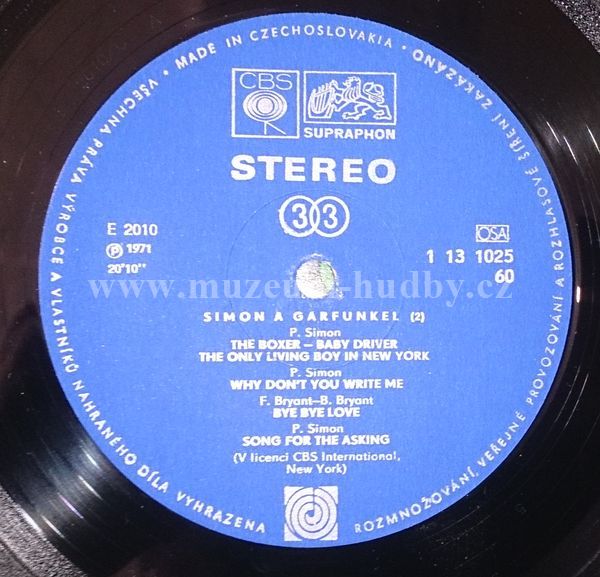 VŠECHNA PRÁVA VÝROBCE A VLASTNÍKŮ NAHRANÉHO DÍLA VYHRAZENA
• MADE IN CZECHOSLOVAKIA •
ROZMNOŽOVÁNÍ, VEŘEJNÉ PROVOZOVÁNÍ A ROZHLASOVÉ ŠÍŘENÍ ZAKÁZÁNO
CBS
SUPRAPHON
STEREO
33
E 2010
℗ 1971
20'10''
OSA
1 13 1025
60
www.muzeum-hudby.cz
SIMON A GARFUNKEL (2)
P. Simon
THE BOXER – BABY DRIVER
THE ONLY LIVING BOY IN NEW YORK
P. Simon
WHY DON'T YOU WRITE ME
F. Bryant–B. Bryant
BYE BYE LOVE
P. Simon
SONG FOR THE ASKING
(V licenci CBS International,
New York)